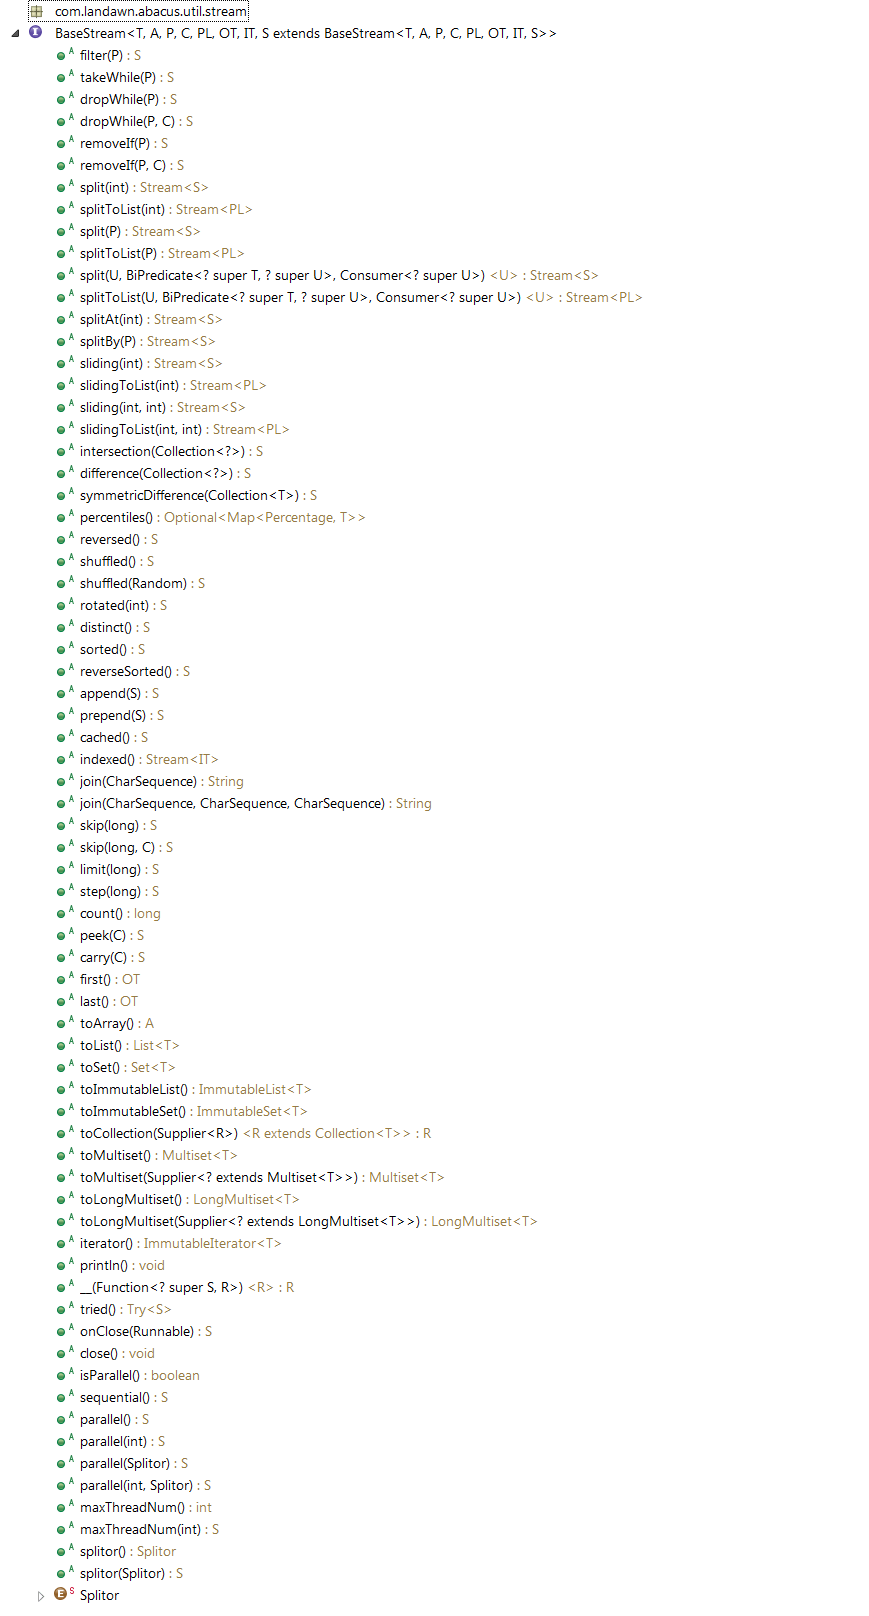 com.landawn.abacus.util.stream
BaseStream<T, A, P, C, PL, OT, IT, S extends BaseStream<T, A, P, C, PL, OT, IT, S>>
filter(P) : S
takeWhile(P) : S
dropWhile(P) : S
dropWhile(P, C) : S
removeIf(P) : S
removeIf(P, C) : S
split(int) : Stream<S>
splitToList(int) : Stream<PL>
split(P) : Stream<S>
splitToList(P) : Stream<PL>
split(U, BiPredicate<? super T, ? super U>, Consumer<? super U>) <U> : Stream<S>
splitToList(U, BiPredicate<? super T, ? super U>, Consumer<? super U>) <U> : Stream<PL>
splitAt(int) : Stream<S>
splitBy(P) : Stream<S>
sliding(int) : Stream<S>
slidingToList(int) : Stream<PL>
sliding(int, int) : Stream<S>
slidingToList(int, int) : Stream<PL>
intersection(Collection<?>) : S
difference(Collection<?>) : S
symmetricDifference(Collection<T>) : S
percentiles() : Optional<Map<Percentage, T>>
reversed() : S
shuffled() : S
shuffled(Random) : S
rotated(int) : S
distinct() : S
sorted() : S
reverseSorted() : S
append(S) : S
prepend(S) : S
cached() : S
indexed() : Stream<IT>
join(CharSequence) : String
join(CharSequence, CharSequence, CharSequence) : String
skip(long) : S
skip(long, C) : S
limit(long) : S
step(long) : S
count() : long
peek(C) : S
carry(C) : S
first() : OT
last() : OT
toArray() : A
toList() : List<T>
toSet() : Set<T>
toImmutableList() : ImmutableList<T>
toImmutableSet() : ImmutableSet<T>
toCollection(Supplier<R>) <R extends Collection<T>> : R
toMultiset() : Multiset<T>
toMultiset(Supplier<? extends Multiset<T>>) : Multiset<T>
toLongMultiset() : LongMultiset<T>
toLongMultiset(Supplier<? extends LongMultiset<T>>) : LongMultiset<T>
iterator() : ImmutableIterator<T>
println() : void
__(Function<? super S, R>) <R> : R
tried() : Try<S>
onClose(Runnable) : S
close() : void
isParallel() : boolean
sequential() : S
parallel() : S
parallel(int) : S
parallel(Splitor) : S
parallel(int, Splitor) : S
maxThreadNum() : int
maxThreadNum(int) : S
splitor() : Splitor
splitor(Splitor) : S
Splitor